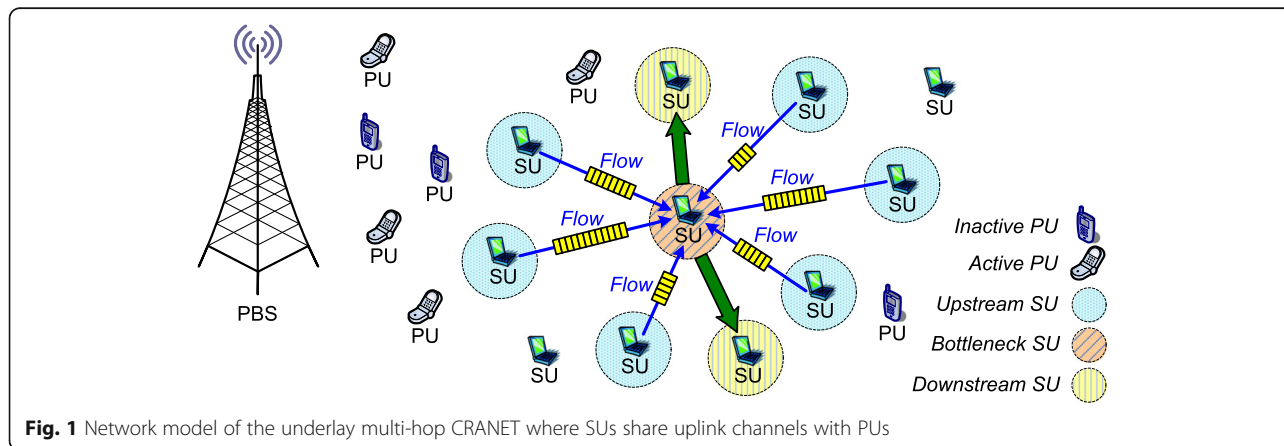 PU
PU
SU
SU
SU
PU
PU
SU
Flow
Flow
Flow
SU
SU
PU
SU
Flow
SU
Flow
Flow
SU
PBS
PU
SU
SU
SU
SU
PU
Inactive PU
Active PU
Upstream SU
Bottleneck SU
Downstream SU
Fig. 1 Network model of the underlay multi-hop CRANET where SUs share uplink channels with PUs